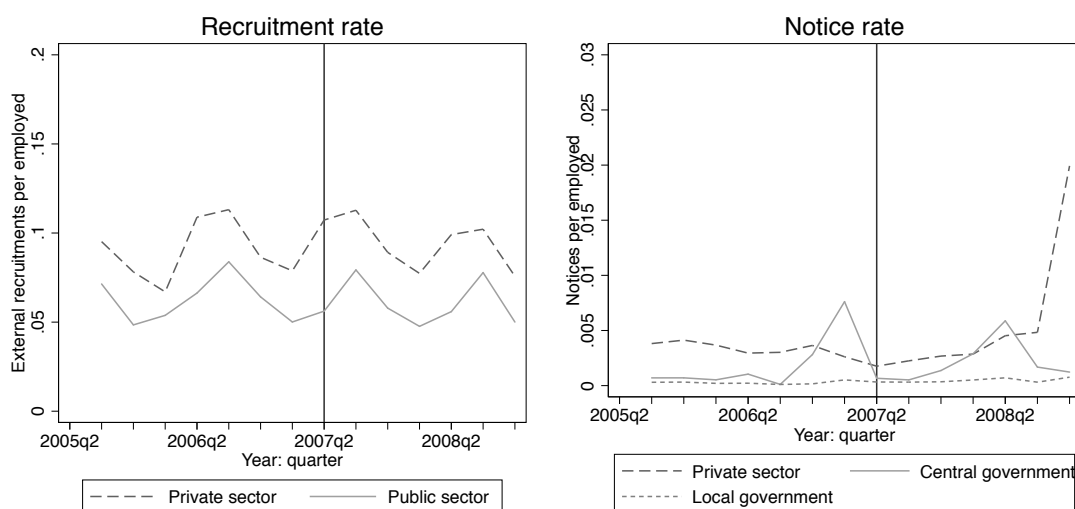 Recruitment rate
External recruitments per employed
.2
.15
.1
.05
0
2005q2 2006q2 2007q2 2008q2
Year: quarter
Private sector Public sector
Notice rate
Notices per employed
.03
.025
.02
.015
.01
.005
0
2005q2 2006q2 2007q2 2008q2
Year: quarter
Private sector Central government
Local government